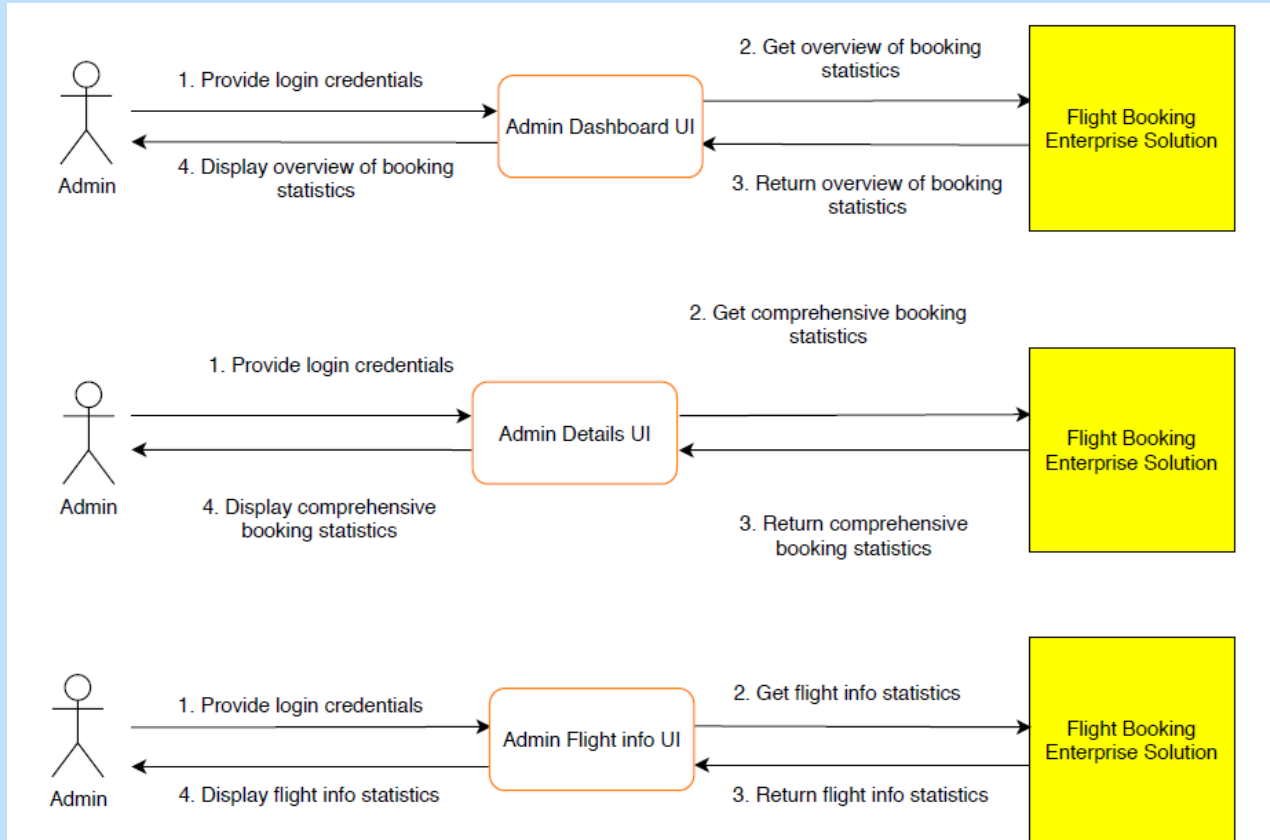 1. Provide login credentials
2. Get overview of booking
statistics
Admin Dashboard UI
Flight Booking
Enterprise Solution
Admin
4. Display overview of booking
statistics
3. Return overview of booking
statistics
1. Provide login credentials
2. Get comprehensive booking
statistics
Admin Details UI
Flight Booking
Enterprise Solution
Admin
4. Display comprehensive
booking statistics
3. Return comprehensive
booking statistics
1. Provide login credentials
2. Get flight info statistics
Admin Flight info UI
Flight Booking
Enterprise Solution
Admin
4. Display flight info statistics
3. Return flight info statistics